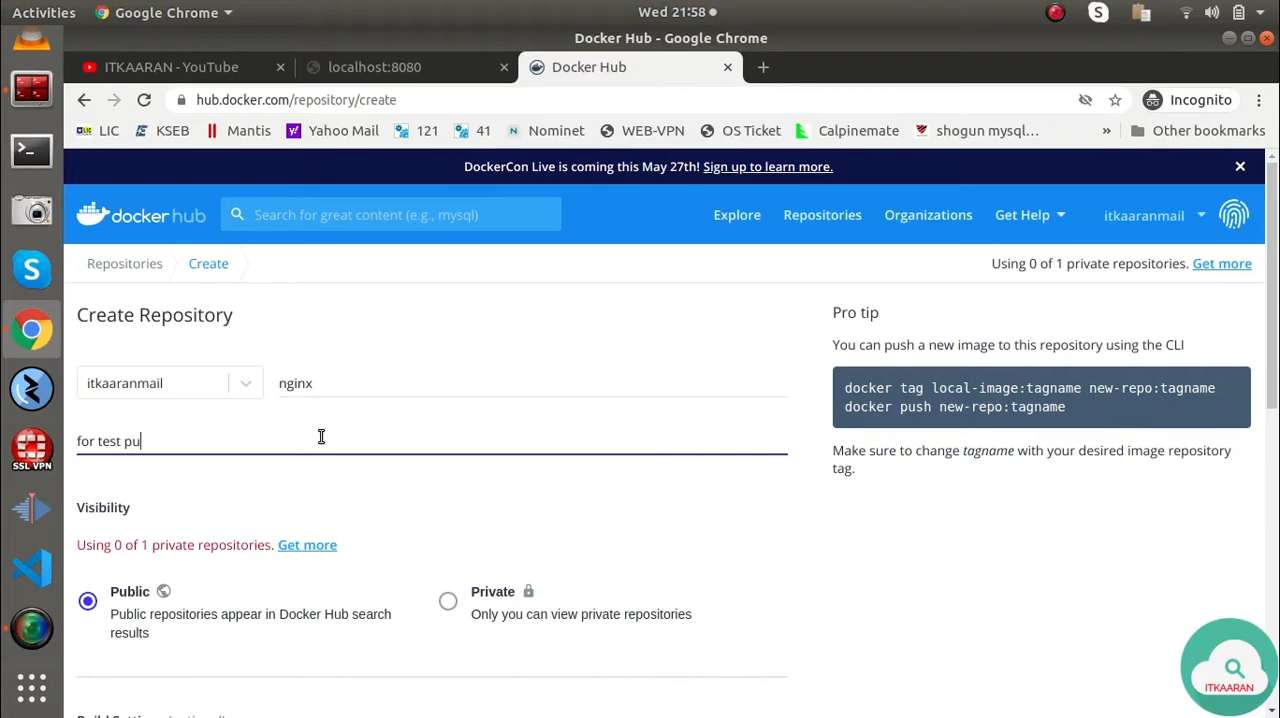 Activities
Google Chrome
Wed 21:58
Docker Hub - Google Chrome
ITKAARAN - YouTube
localhost:8080
Docker Hub
hub.docker.com/repository/create
Incognito
LIC
KSEB
Mantis
Yahoo Mail
121
41
Nominet
WEB-VPN
OS Ticket
Calpinemate
shogun mysql...
»
Other bookmarks
DockerCon Live is coming this May 27th! Sign up to learn more.
docker hub
Search for great content (e.g., mysql)
Explore
Repositories
Organizations
Get Help
itkaaranmail
Repositories
Create
Using 0 of 1 private repositories. Get more
Create Repository
itkaaranmail
nginx
for test pu
Visibility
Using 0 of 1 private repositories. Get more
Public
Public repositories appear in Docker Hub search
results
Private
Only you can view private repositories
Pro tip
You can push a new image to this repository using the CLI
docker tag local-image:tagname new-repo:tagname
docker push new-repo:tagname
Make sure to change tagname with your desired image repository
tag.
SSL VPN
ITKAARAN